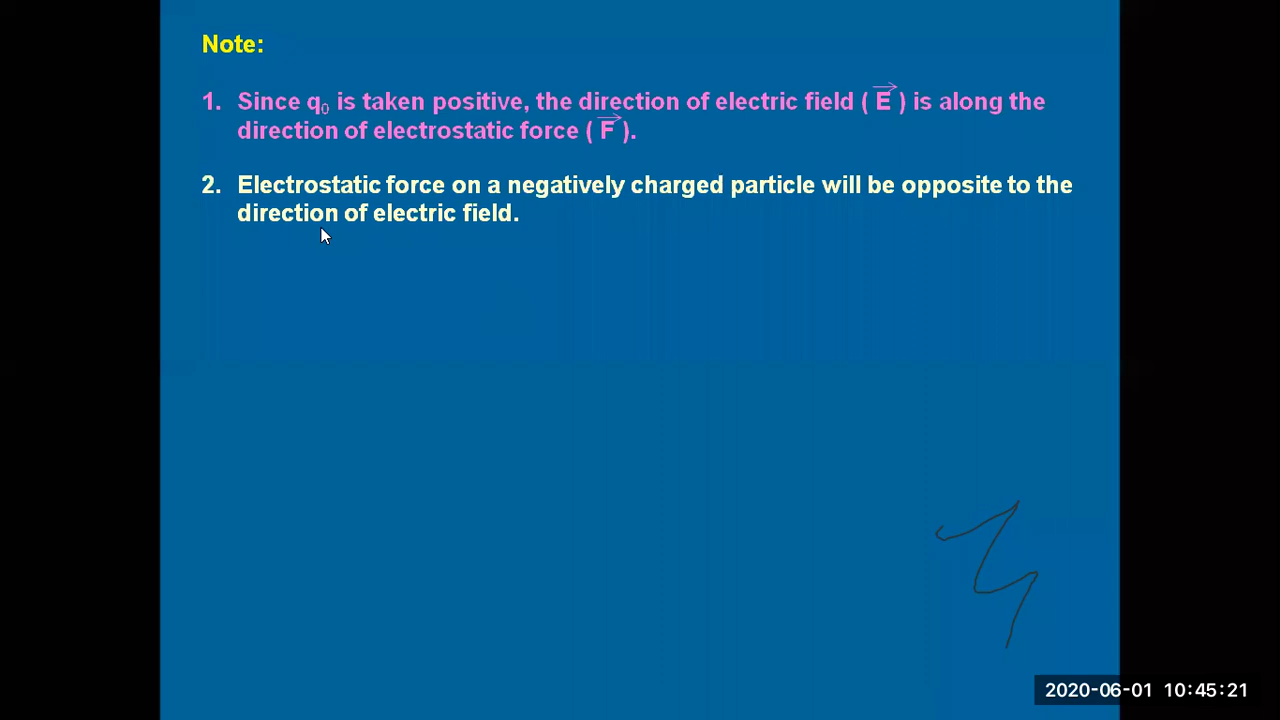 Note:
1. Since q₀ is taken positive, the direction of electric field ( E⃗ ) is along the
direction of electrostatic force ( F⃗ ).
2. Electrostatic force on a negatively charged particle will be opposite to the
direction of electric field.
2020-06-01 10:45:21